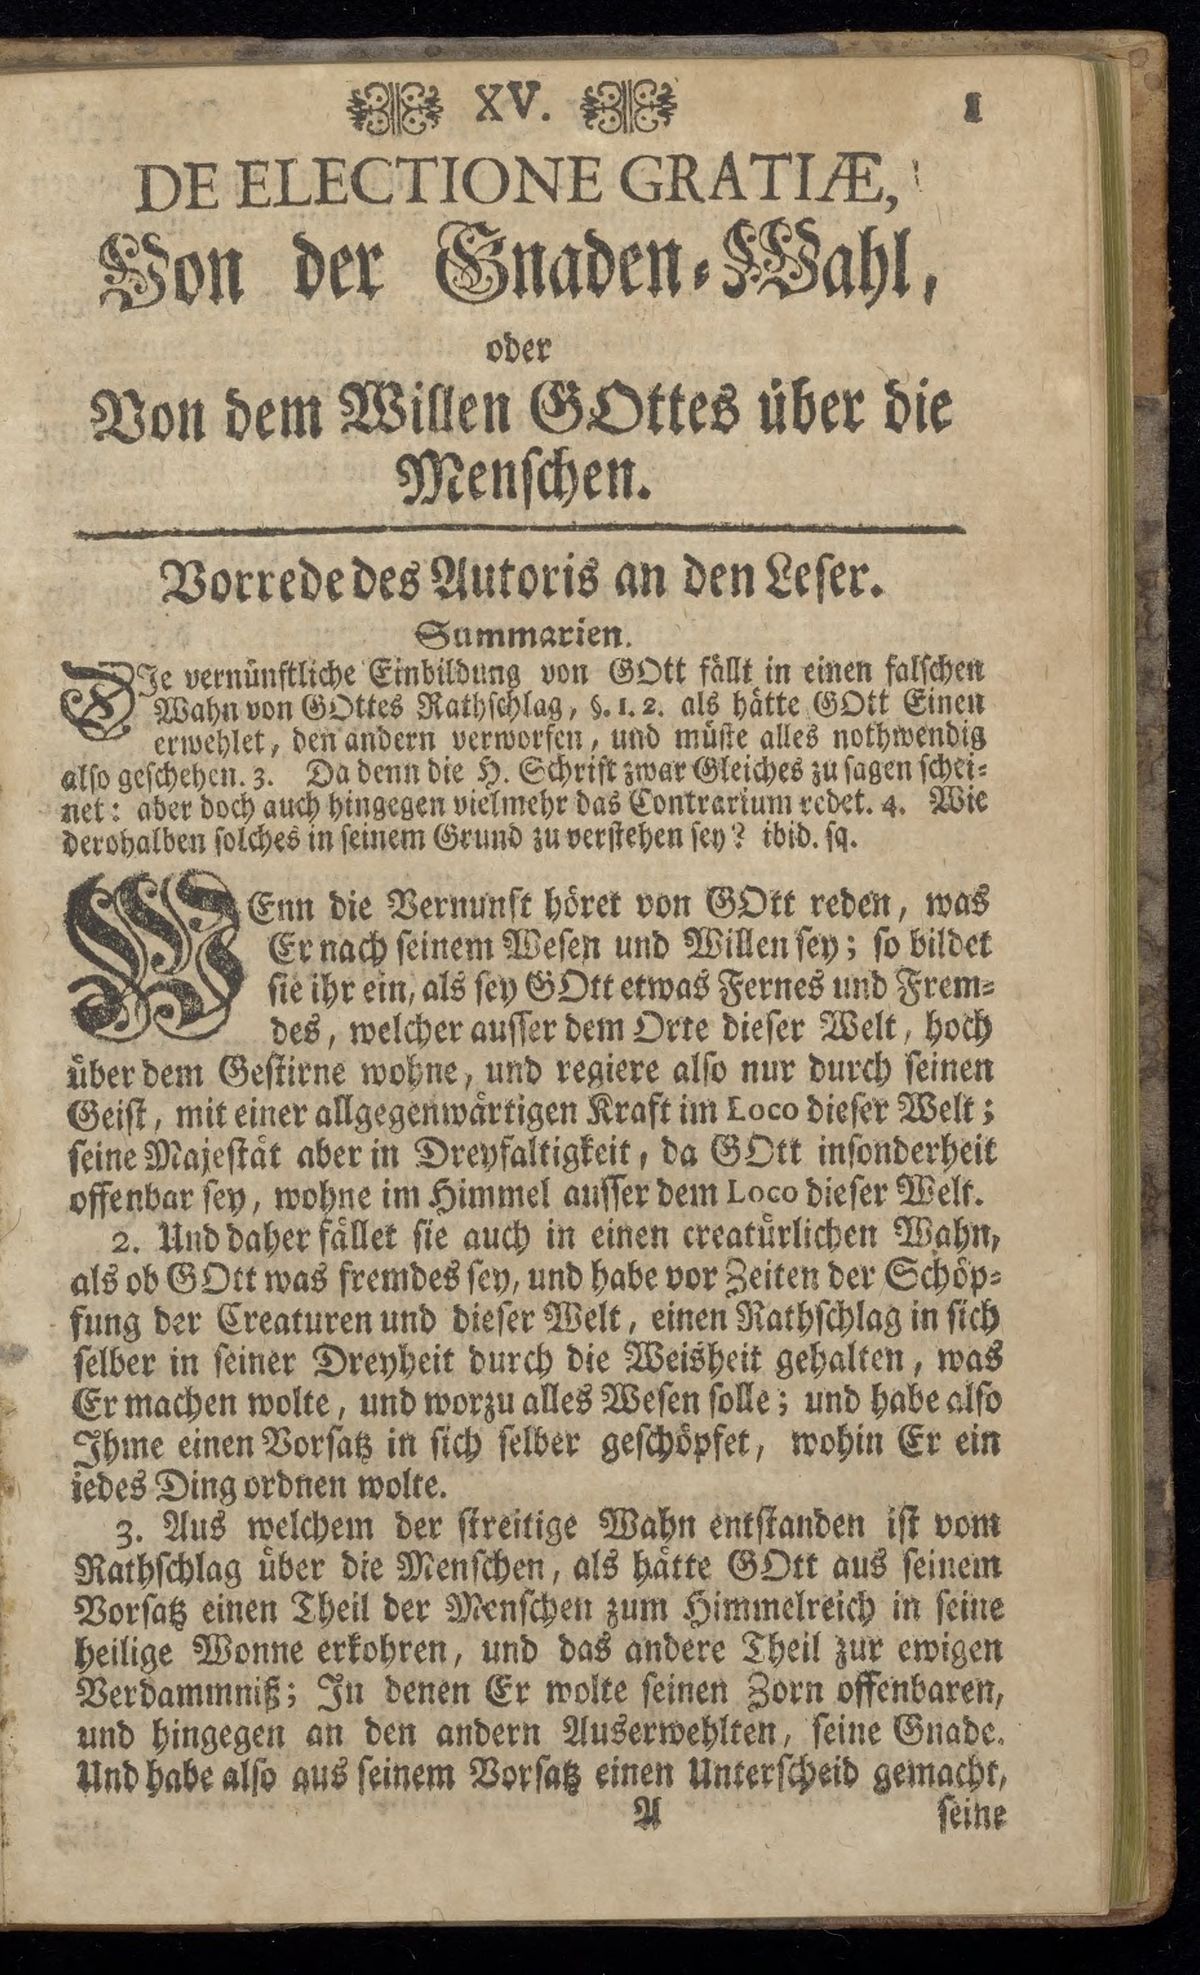 XV. 1
DE ELECTIONE GRATIÆ,
Von der Gnaden-Wahl,
oder
Von dem Willen GOttes über die
Menschen.
Vorrede des Autoris an den Leser.
Summarien.
DIe vernünftliche Einbildung von GOtt fällt in einen falschen
Wahn von GOttes Rathschlag, §. 1. 2. als hätte GOtt Einen
erwehlet, den andern verworfen, und müste alles nothwendig
also geschehen. 3. Da denn die H. Schrift zwar Gleiches zu sagen schei-
net: aber doch auch hingegen vielmehr das Contrarium redet. 4. Wie
derohalben solches in seinem Grund zu verstehen sey? ibid. sq.
WEnn die Vernunft höret von GOtt reden, was
Er nach seinem Wesen und Willen sey; so bildet
sie ihr ein, als sey GOtt etwas Fernes und Frem-
des, welcher ausser dem Orte dieser Welt, hoch
über dem Gestirne wohne, und regiere also nur durch seinen
Geist, mit einer allgegenwärtigen Kraft im Loco dieser Welt;
seine Majestät aber in Dreyfaltigkeit, da GOtt insonderheit
offenbar sey, wohne im Himmel ausser dem Loco dieser Welt.
2. Und daher fället sie auch in einen creatürlichen Wahn,
als ob GOtt was fremdes sey, und habe vor Zeiten der Schöp-
fung der Creaturen und dieser Welt, einen Rathschlag in sich
selber in seiner Dreyheit durch die Weisheit gehalten, was
Er machen wolte, und worzu alles Wesen solle; und habe also
Ihme einen Vorsatz in sich selber geschöpfet, wohin Er ein
iedes Ding ordnen wolte.
3. Aus welchem der streitige Wahn entstanden ist vom
Rathschlag über die Menschen, als hätte GOtt aus seinem
Vorsatz einen Theil der Menschen zum Himmelreich in seine
heilige Wonne erkohren, und das andere Theil zur ewigen
Verdammniß; In denen Er wolte seinen Zorn offenbaren,
und hingegen an den andern Auserwehlten, seine Gnade.
Und habe also aus seinem Vorsatz einen Unterscheid gemacht,
A seine